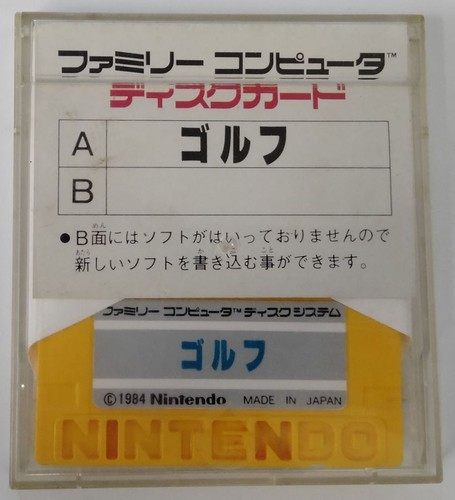 ファミリー コンピュータ™
ディスクカード
A ゴルフ
B
●B面にはソフトがはいっておりませんので
新しいソフトを書き込む事ができます。
ファミリー コンピュータ™ ディスクシステム
ゴルフ
©1984 Nintendo MADE IN JAPAN
NINTENDO